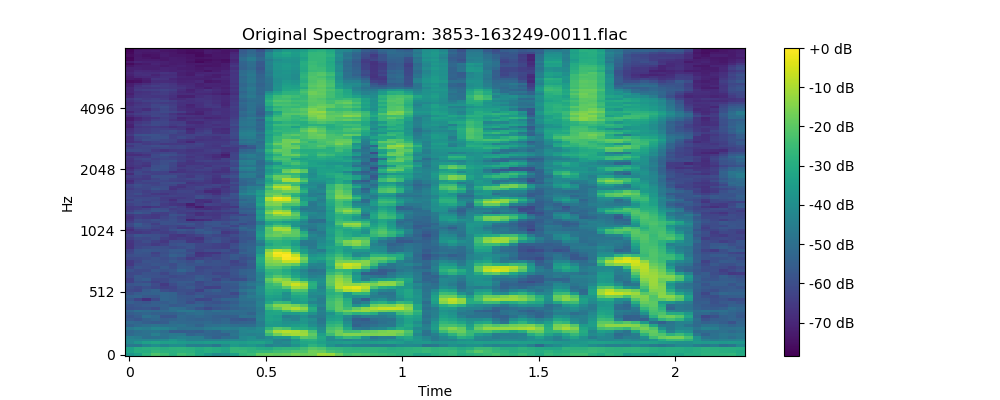 Original Spectrogram: 3853-163249-0011.flac
Hz
4096
2048
1024
512
0
0 0.5 1 1.5 2
Time
+0 dB
-10 dB
-20 dB
-30 dB
-40 dB
-50 dB
-60 dB
-70 dB